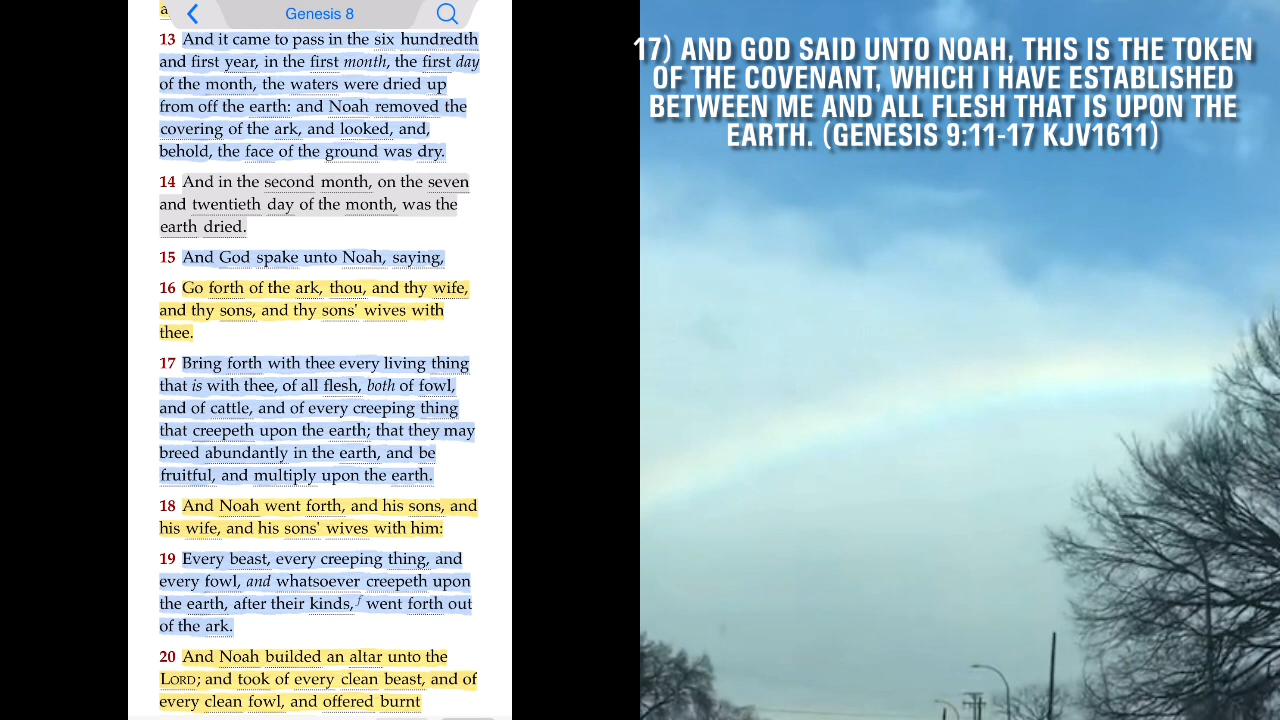 a
Genesis 8
13 And it came to pass in the six hundredth
and first year, in the first month, the first day
of the month, the waters were dried up
from off the earth: and Noah removed the
covering of the ark, and looked, and,
behold, the face of the ground was dry.
14 And in the second month, on the seven
and twentieth day of the month, was the
earth dried.
15 And God spake unto Noah, saying,
16 Go forth of the ark, thou, and thy wife,
and thy sons, and thy sons' wives with
thee.
17 Bring forth with thee every living thing
that is with thee, of all flesh, both of fowl,
and of cattle, and of every creeping thing
that creepeth upon the earth; that they may
breed abundantly in the earth, and be
fruitful, and multiply upon the earth.
18 And Noah went forth, and his sons, and
his wife, and his sons' wives with him:
19 Every beast, every creeping thing, and
every fowl, and whatsoever creepeth upon
the earth, after their kinds,f went forth out
of the ark.
20 And Noah builded an altar unto the
LORD; and took of every clean beast, and of
every clean fowl, and offered burnt
17) AND GOD SAID UNTO NOAH, THIS IS THE TOKEN
OF THE COVENANT, WHICH I HAVE ESTABLISHED
BETWEEN ME AND ALL FLESH THAT IS UPON THE
EARTH. (GENESIS 9:11-17 KJV1611)